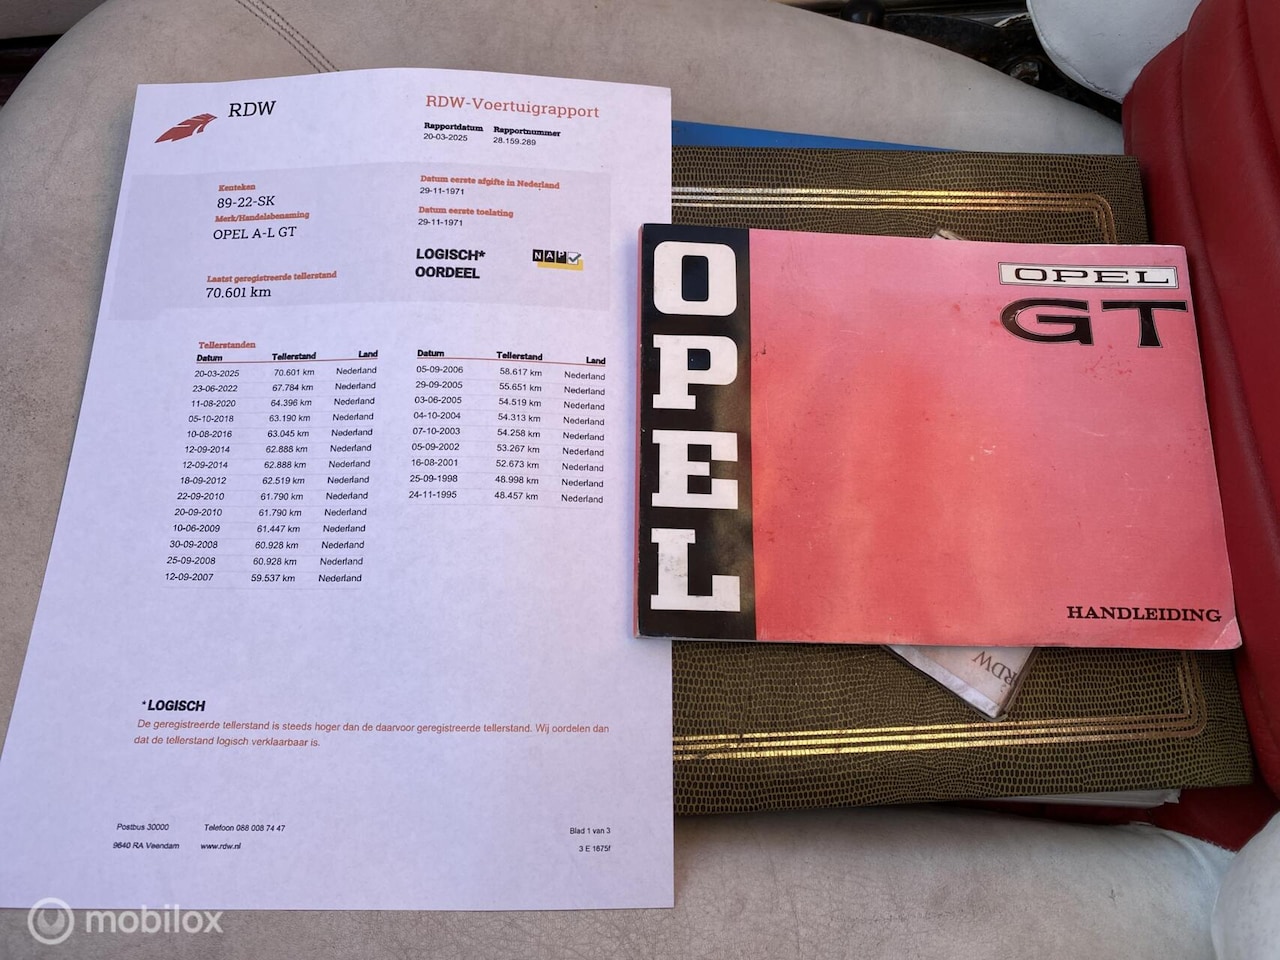 RDW
RDW-Voertuigrapport
Rapportdatum Rapportnummer
20-03-2025 28.159.289
Kenteken
89-22-SK
Merk/Handelsbenaming
OPEL A-L GT
Laatst geregistreerde tellerstand
70.601 km
Datum eerste afgifte in Nederland
29-11-1971
Datum eerste toelating
29-11-1971
LOGISCH*
OORDEEL
NAP
Tellerstanden
Datum Tellerstand Land
20-03-2025 70.601 km Nederland
23-06-2022 67.784 km Nederland
11-08-2020 64.396 km Nederland
05-10-2018 63.190 km Nederland
10-08-2016 63.045 km Nederland
12-09-2014 62.888 km Nederland
12-09-2014 62.888 km Nederland
18-09-2012 62.519 km Nederland
22-09-2010 61.790 km Nederland
20-09-2010 61.790 km Nederland
10-06-2009 61.447 km Nederland
30-09-2008 60.928 km Nederland
25-09-2008 60.928 km Nederland
12-09-2007 59.537 km Nederland
Datum Tellerstand Land
05-09-2006 58.617 km Nederland
29-09-2005 55.651 km Nederland
03-06-2005 54.519 km Nederland
04-10-2004 54.313 km Nederland
07-10-2003 54.258 km Nederland
05-09-2002 53.267 km Nederland
16-08-2001 52.673 km Nederland
25-09-1998 48.998 km Nederland
24-11-1995 48.457 km Nederland
* LOGISCH
De geregistreerde tellerstand is steeds hoger dan de daarvoor geregistreerde tellerstand. Wij oordelen dan
dat de tellerstand logisch verklaarbaar is.
Postbus 30000 Telefoon 088 008 74 47
9640 RA Veendam www.rdw.nl
Blad 1 van 3
3 E 1675f
OPEL
OPEL
GT
HANDLEIDING
RDW
mobilox